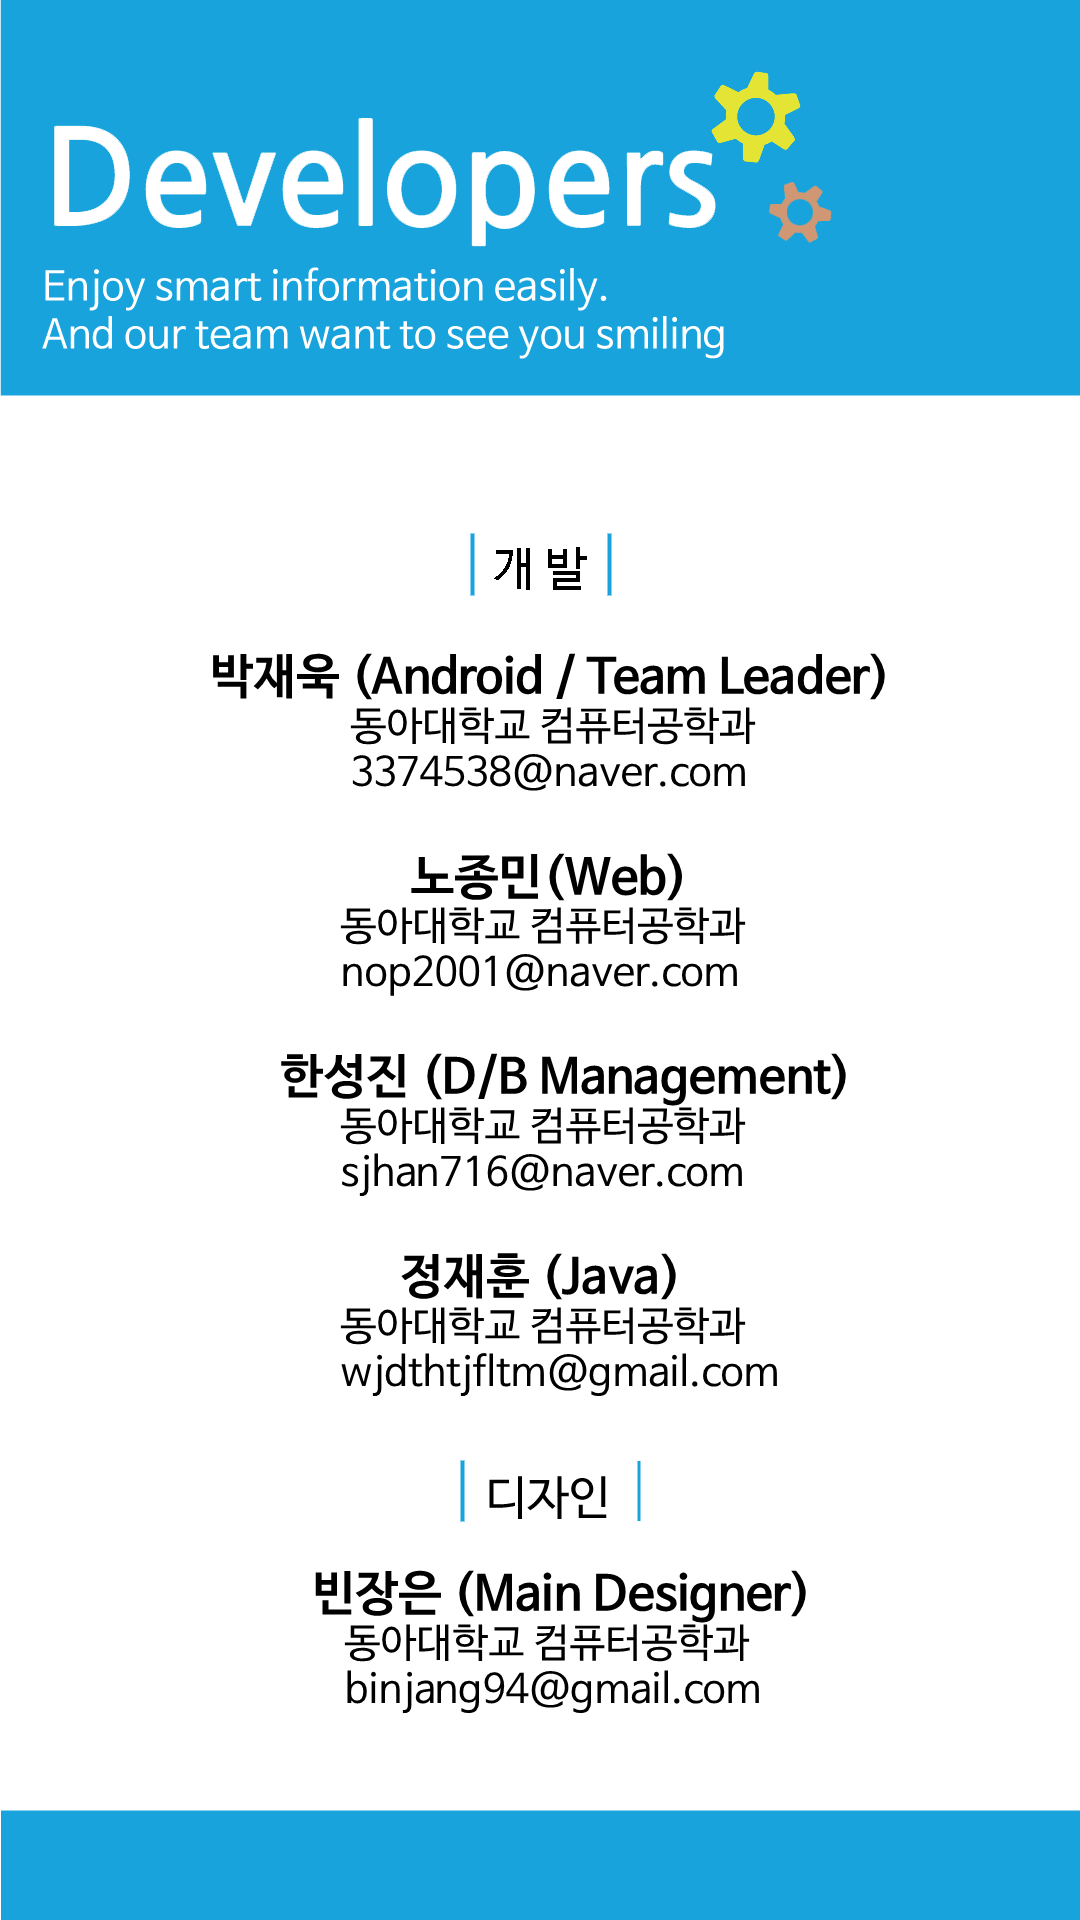 Developers
Enjoy smart information easily.
And our team want to see you smiling
개 발
박재욱 (Android / Team Leader)
동아대학교 컴퓨터공학과
3374538@naver.com
노종민(Web)
동아대학교 컴퓨터공학과
nop2001@naver.com
한성진 (D/B Management)
동아대학교 컴퓨터공학과
sjhan716@naver.com
정재훈 (Java)
동아대학교 컴퓨터공학과
wjdthtjfltm@gmail.com
디자인
빈장은 (Main Designer)
동아대학교 컴퓨터공학과
binjang94@gmail.com